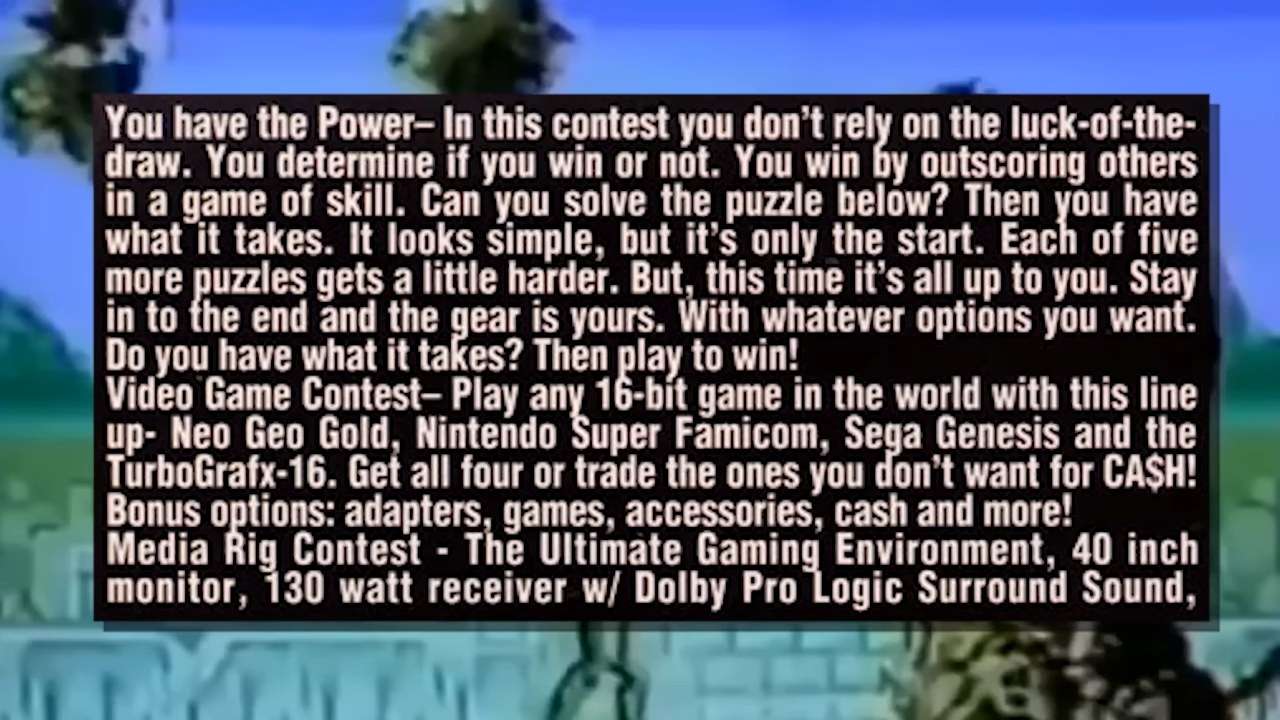 You have the Power– In this contest you don't rely on the luck-of-the-
draw. You determine if you win or not. You win by outscoring others
in a game of skill. Can you solve the puzzle below? Then you have
what it takes. It looks simple, but it's only the start. Each of five
more puzzles gets a little harder. But, this time it's all up to you. Stay
in to the end and the gear is yours. With whatever options you want.
Do you have what it takes? Then play to win!
Video Game Contest– Play any 16-bit game in the world with this line
up- Neo Geo Gold, Nintendo Super Famicom, Sega Genesis and the
TurboGrafx-16. Get all four or trade the ones you don't want for CA$H!
Bonus options: adapters, games, accessories, cash and more!
Media Rig Contest - The Ultimate Gaming Environment, 40 inch
monitor, 130 watt receiver w/ Dolby Pro Logic Surround Sound,